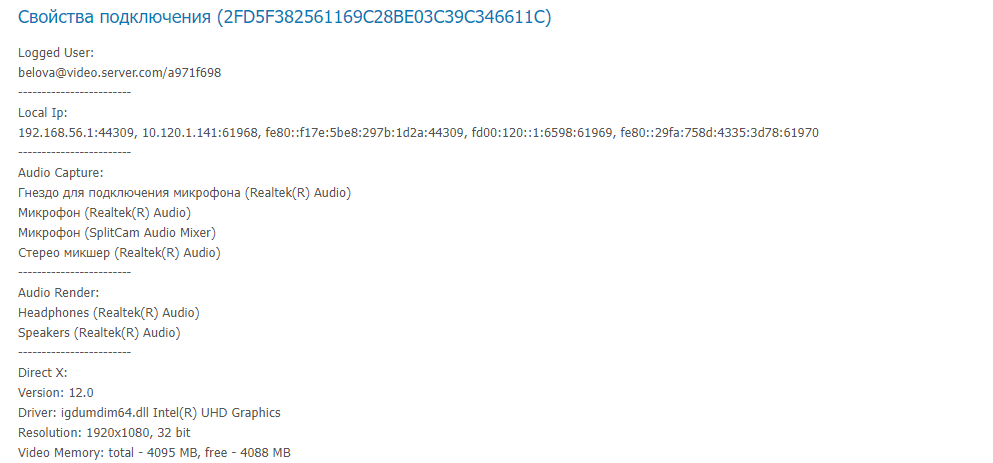 Свойства подключения (2FD5F382561169C28BE03C39C346611C)
Logged User:
belova@video.server.com/a971f698
------------------------
Local Ip:
192.168.56.1:44309, 10.120.1.141:61968, fe80::f17e:5be8:297b:1d2a:44309, fd00:120::1:6598:61969, fe80::29fa:758d:4335:3d78:61970
------------------------
Audio Capture:
Гнездо для подключения микрофона (Realtek(R) Audio)
Микрофон (Realtek(R) Audio)
Микрофон (SplitCam Audio Mixer)
Стерео микшер (Realtek(R) Audio)
------------------------
Audio Render:
Headphones (Realtek(R) Audio)
Speakers (Realtek(R) Audio)
------------------------
Direct X:
Version: 12.0
Driver: igdumdim64.dll Intel(R) UHD Graphics
Resolution: 1920x1080, 32 bit
Video Memory: total - 4095 MB, free - 4088 MB